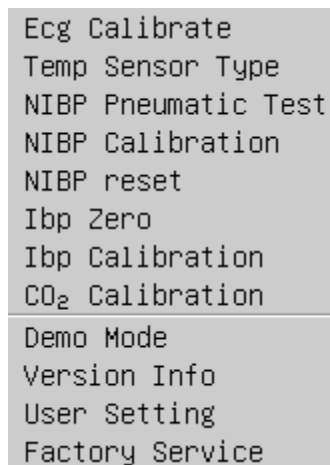 Ecg Calibrate
Temp Sensor Type
NIBP Pneumatic Test
NIBP Calibration
NIBP reset
Ibp Zero
Ibp Calibration
CO₂ Calibration
Demo Mode
Version Info
User Setting
Factory Service